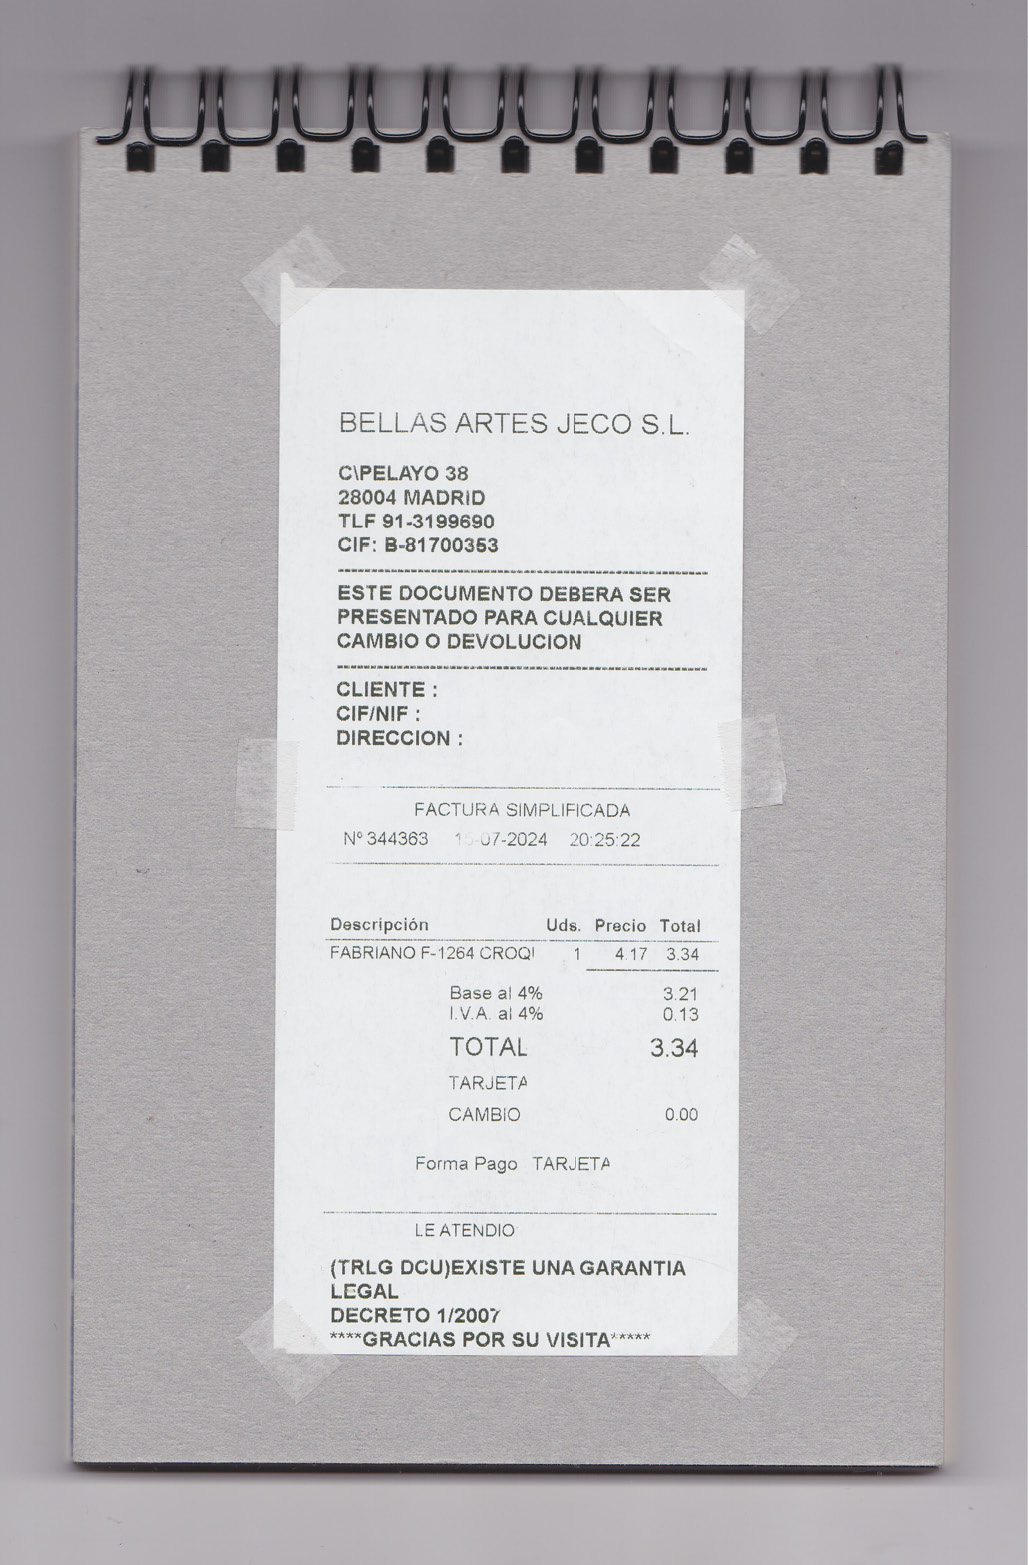 BELLAS ARTES JECO S.L.
C\PELAYO 38
28004 MADRID
TLF 91-3199690
CIF: B-81700353
ESTE DOCUMENTO DEBERA SER
PRESENTADO PARA CUALQUIER
CAMBIO O DEVOLUCION
CLIENTE :
CIF/NIF :
DIRECCION :
FACTURA SIMPLIFICADA
Nº 344363 20:25:22
Descripción Uds. Precio Total
FABRIANO F-1264 CROQI 1 4.17 3.34
Base al 4% 3.21
I.V.A. al 4% 0.13
TOTAL 3.34
TARJETA
CAMBIO 0.00
Forma Pago TARJETA
LE ATENDIO
(TRLG DCU)EXISTE UNA GARANTIA
LEGAL
DECRETO 1/2007
****GRACIAS POR SU VISITA*****